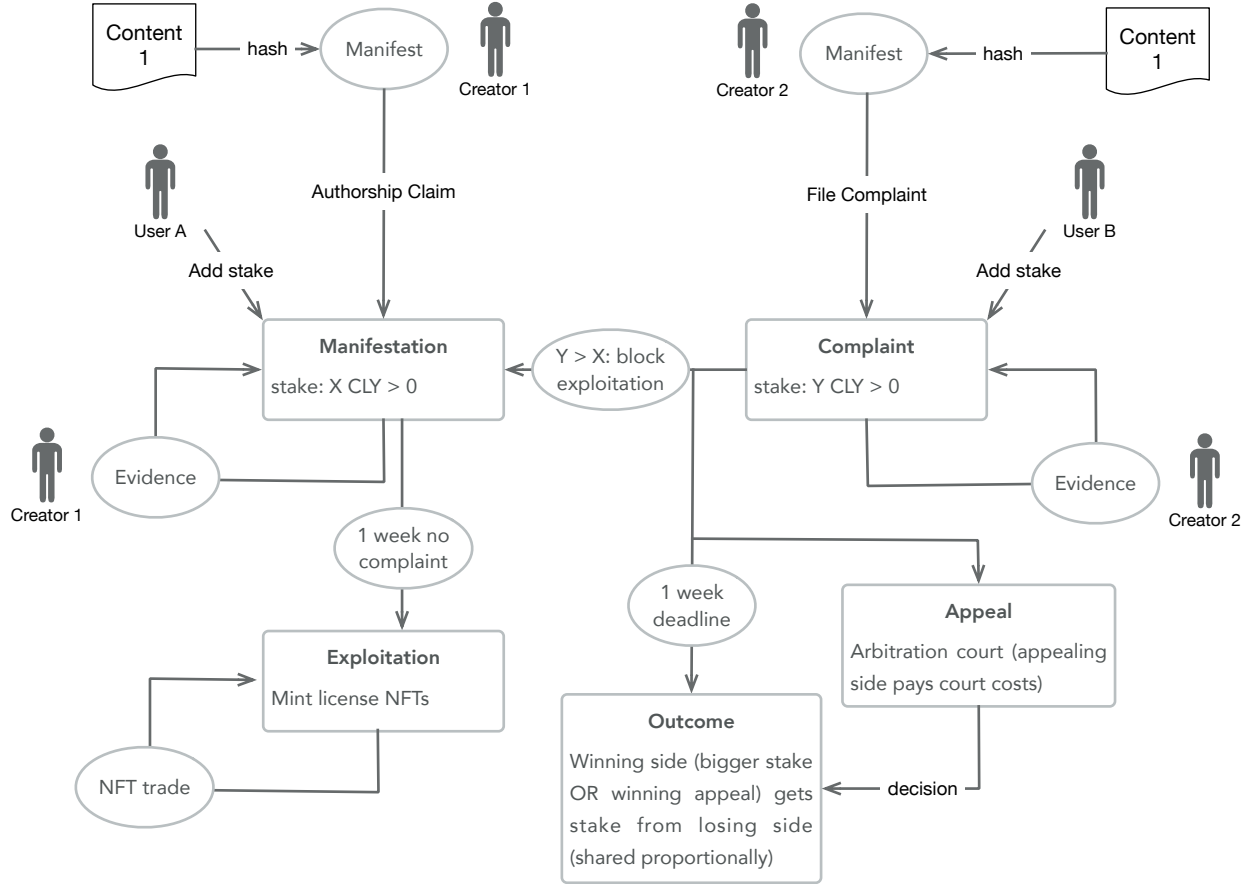 Content
1
hash
Manifest
Creator 1
Creator 2
Manifest
hash
Content
1
User A
Authorship Claim
File Complaint
User B
Add stake
Add stake
Manifestation
stake: X CLY > 0
Y > X: block
exploitation
Complaint
stake: Y CLY > 0
Creator 1
Evidence
Evidence
Creator 2
1 week no
complaint
1 week
deadline
Appeal
Arbitration court (appealing
side pays court costs)
Exploitation
Mint license NFTs
NFT trade
Outcome
Winning side (bigger stake
OR winning appeal) gets
stake from losing side
(shared proportionally)
decision